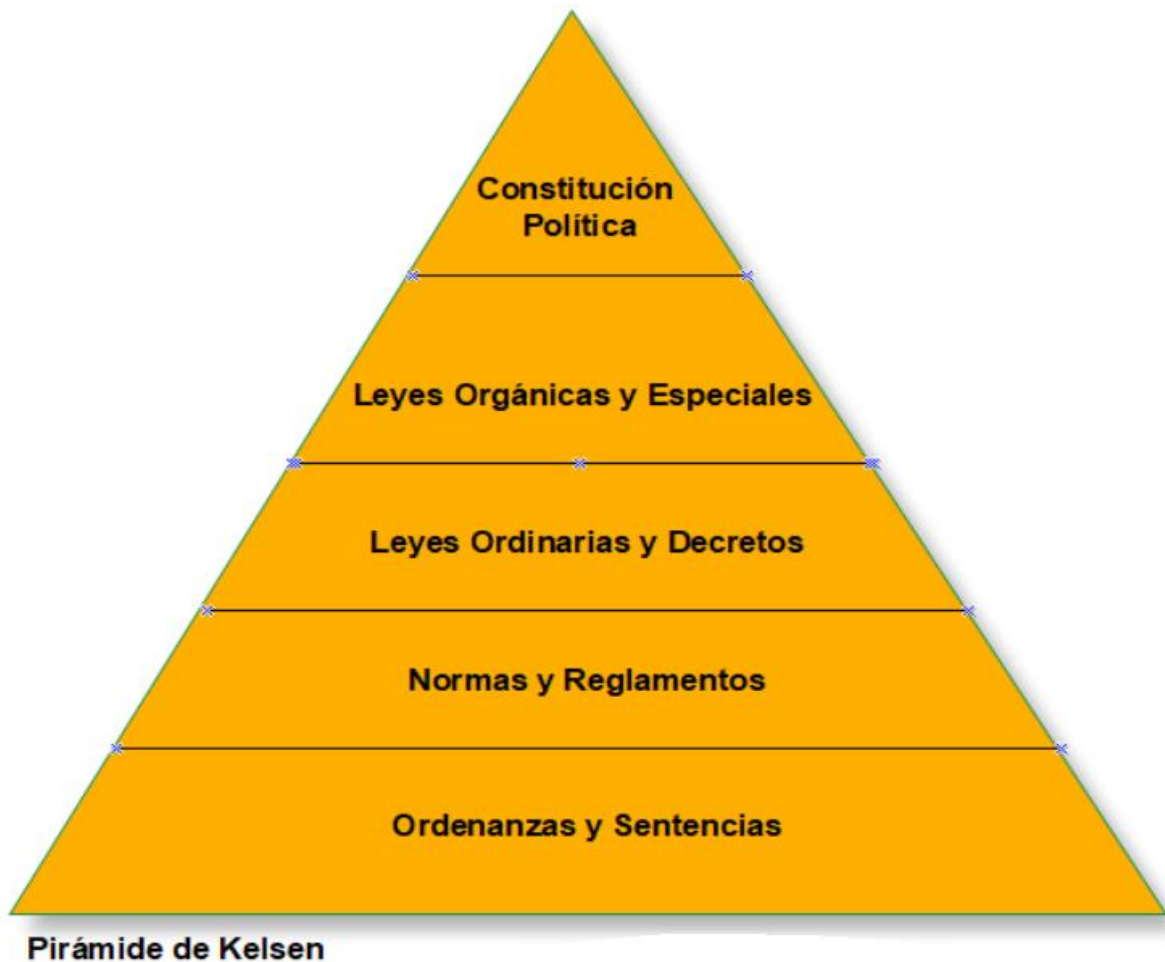 Constitución
Política
Leyes Orgánicas y Especiales
Leyes Ordinarias y Decretos
Normas y Reglamentos
Ordenanzas y Sentencias
Pirámide de Kelsen